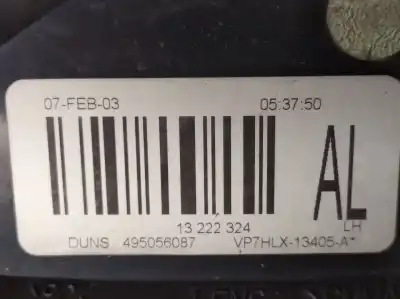 07-FEB-03 05:37:50
AL
LH
13 222 324
DUNS 495056087 VP7HLX-13405-A*